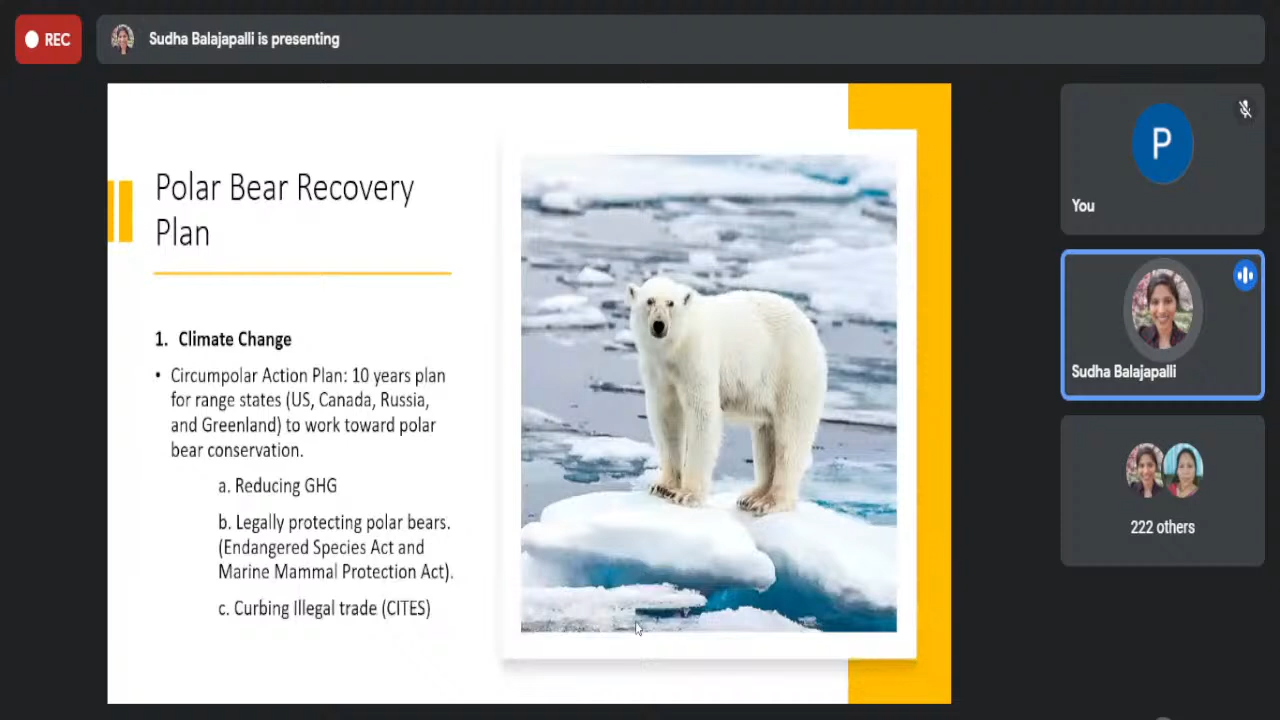 REC
Sudha Balajapalli is presenting
Polar Bear Recovery
Plan
1. Climate Change
• Circumpolar Action Plan: 10 years plan
for range states (US, Canada, Russia,
and Greenland) to work toward polar
bear conservation.
a. Reducing GHG
b. Legally protecting polar bears.
(Endangered Species Act and
Marine Mammal Protection Act).
c. Curbing Illegal trade (CITES)
P
You
Sudha Balajapalli
222 others